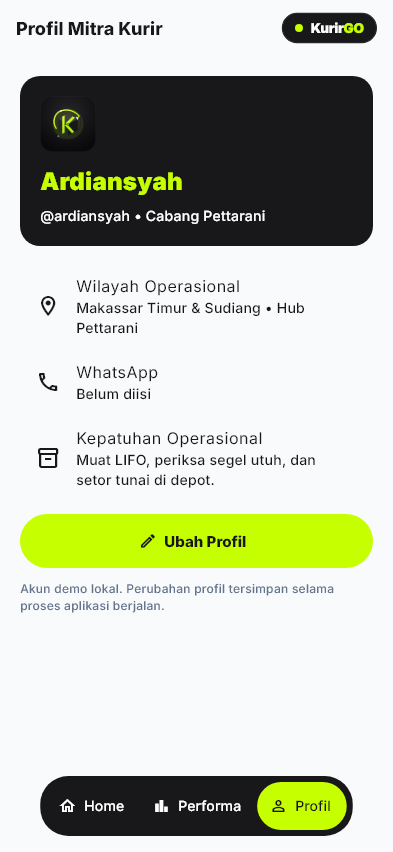 Profil Mitra Kurir
KurirGO
K
Ardiansyah
@ardiansyah • Cabang Pettarani
Wilayah Operasional
Makassar Timur & Sudiang • Hub
Pettarani
WhatsApp
Belum diisi
Kepatuhan Operasional
Muat LIFO, periksa segel utuh, dan
setor tunai di depot.
Ubah Profil
Akun demo lokal. Perubahan profil tersimpan selama
proses aplikasi berjalan.
Home
Performa
Profil